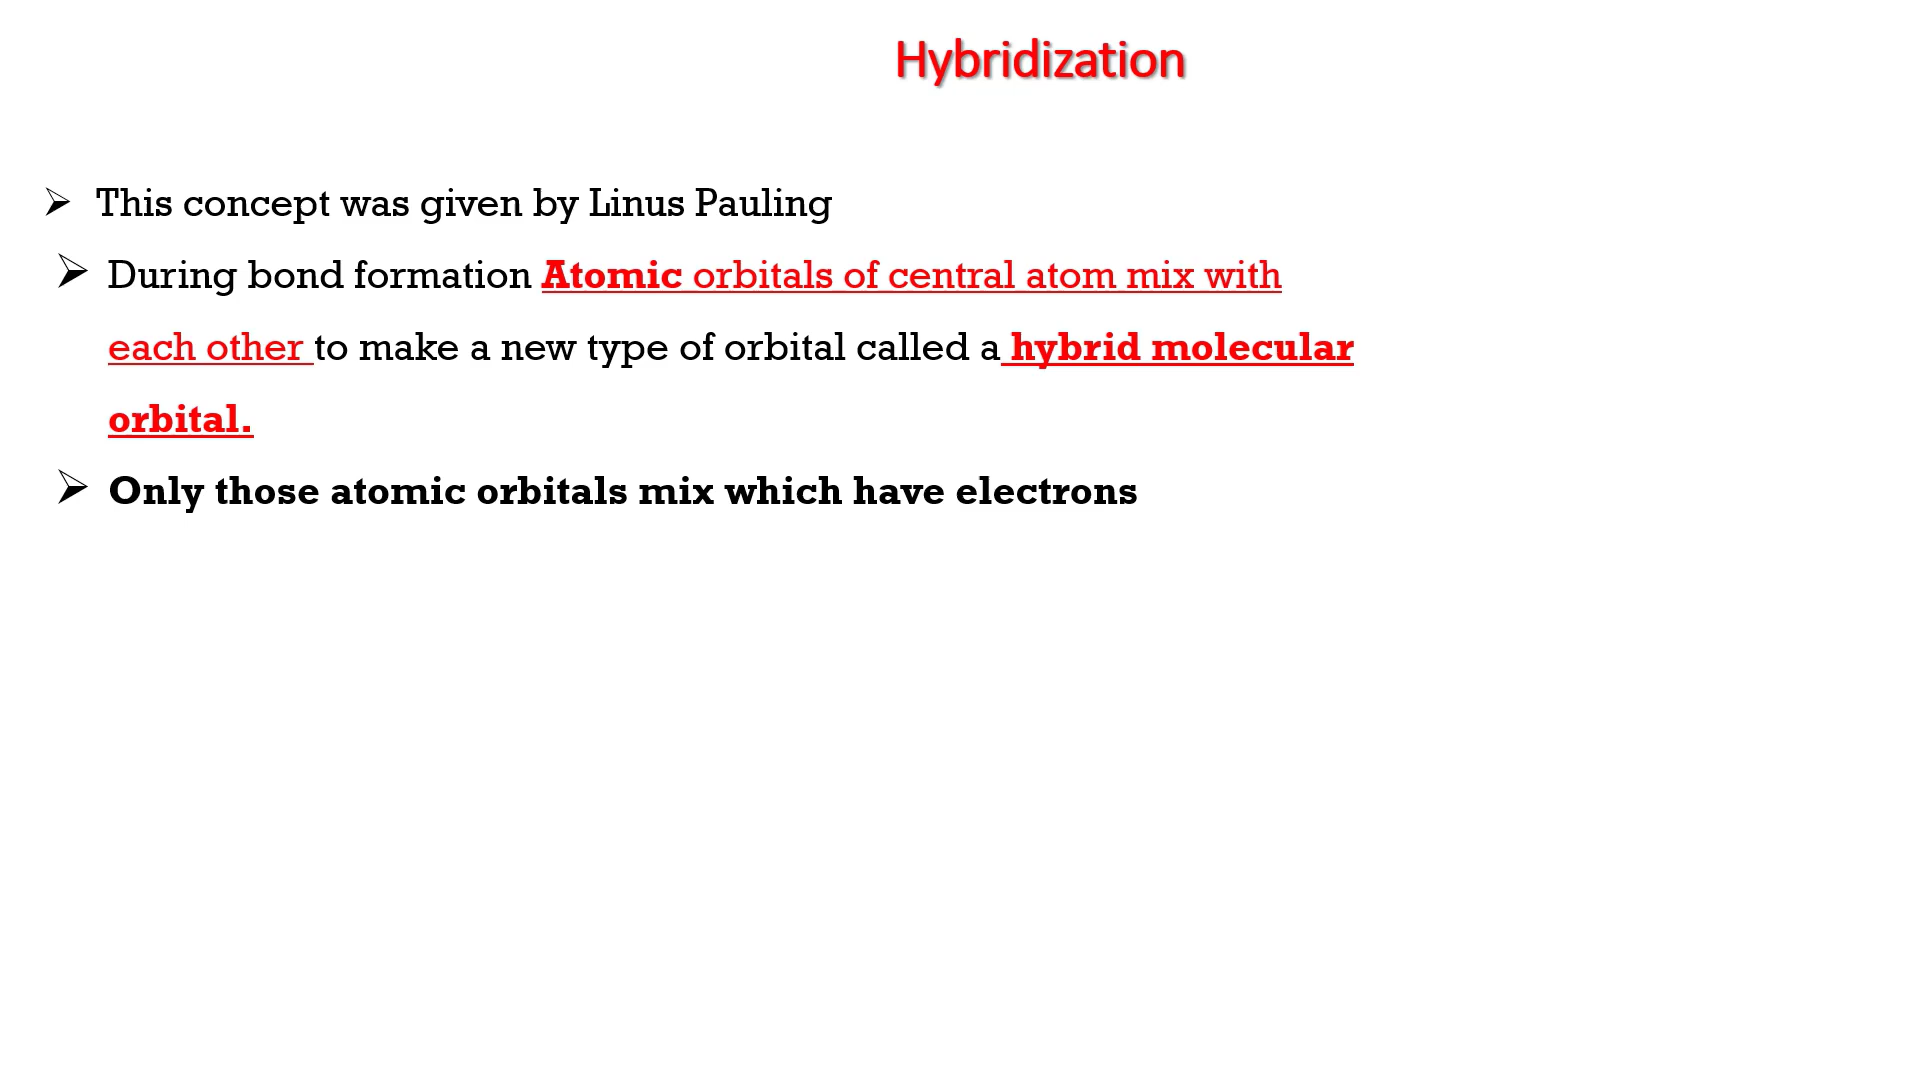 Hybridization
➢ This concept was given by Linus Pauling
➢ During bond formation Atomic orbitals of central atom mix with
each other to make a new type of orbital called a hybrid molecular
orbital.
➢ Only those atomic orbitals mix which have electrons